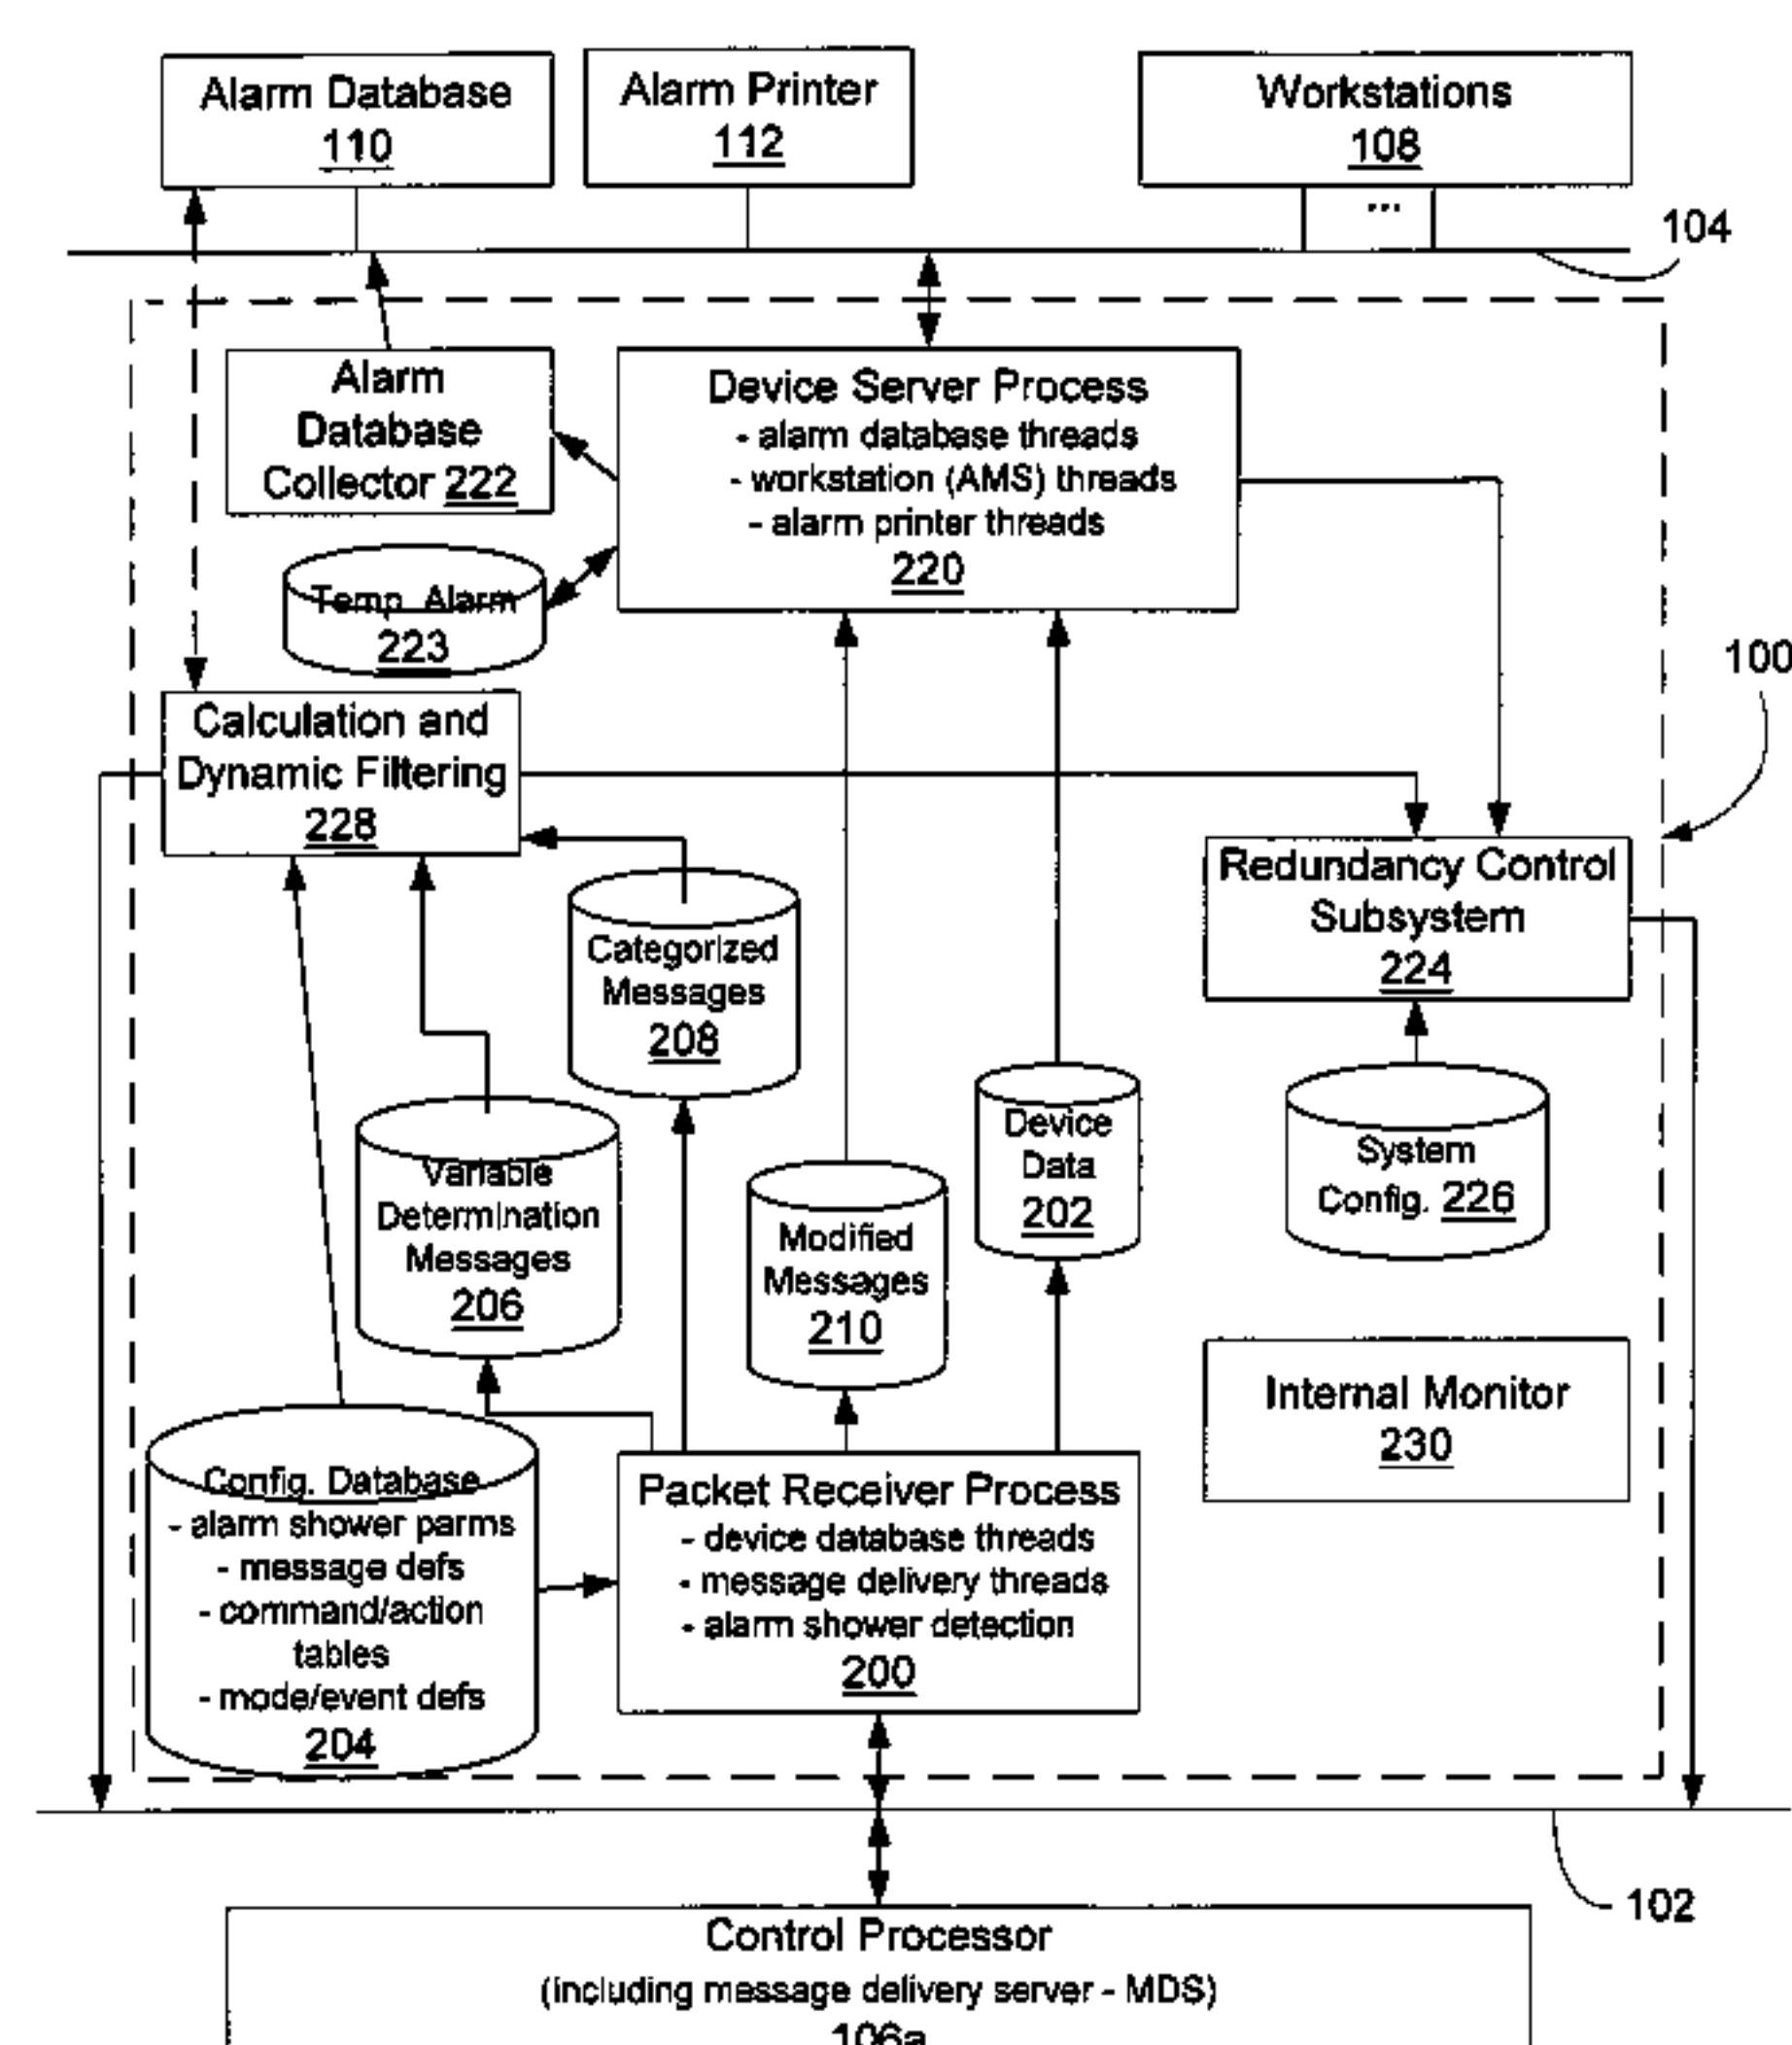 Alarm Database
110
Alarm Printer
112
Workstations
108
...
104
Alarm
Database
Collector 222
Device Server Process
- alarm database threads
- workstation (AMS) threads
- alarm printer threads
220
Temp. Alarm
223
100
Calculation and
Dynamic Filtering
228
Redundancy Control
Subsystem
224
Categorized
Messages
208
Device
Data
202
System
Config. 226
Variable
Determination
Messages
206
Modified
Messages
210
Internal Monitor
230
Config. Database
- alarm shower parms
- message defs
- command/action
tables
- mode/event defs
204
Packet Receiver Process
- device database threads
- message delivery threads
- alarm shower detection
200
102
Control Processor
(including message delivery server - MDS)
106a